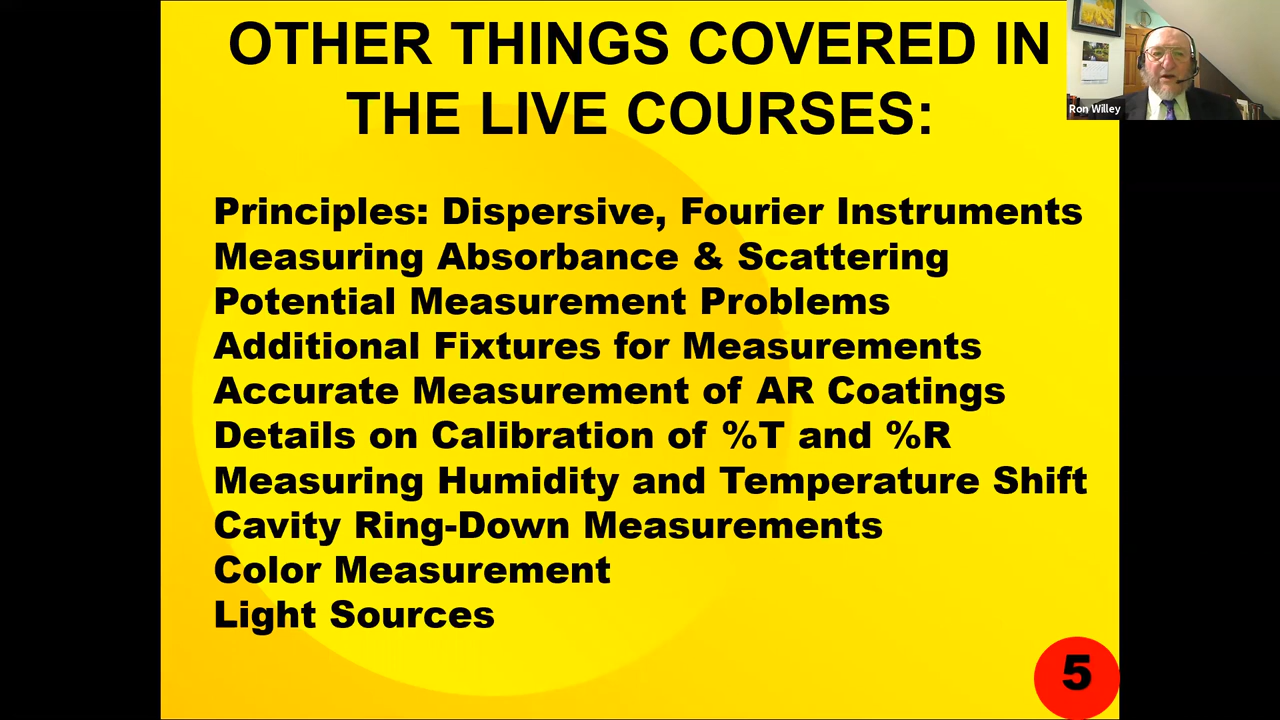 OTHER THINGS COVERED IN
THE LIVE COURSES:
Ron Willey
Principles: Dispersive, Fourier Instruments
Measuring Absorbance & Scattering
Potential Measurement Problems
Additional Fixtures for Measurements
Accurate Measurement of AR Coatings
Details on Calibration of %T and %R
Measuring Humidity and Temperature Shift
Cavity Ring-Down Measurements
Color Measurement
Light Sources
5